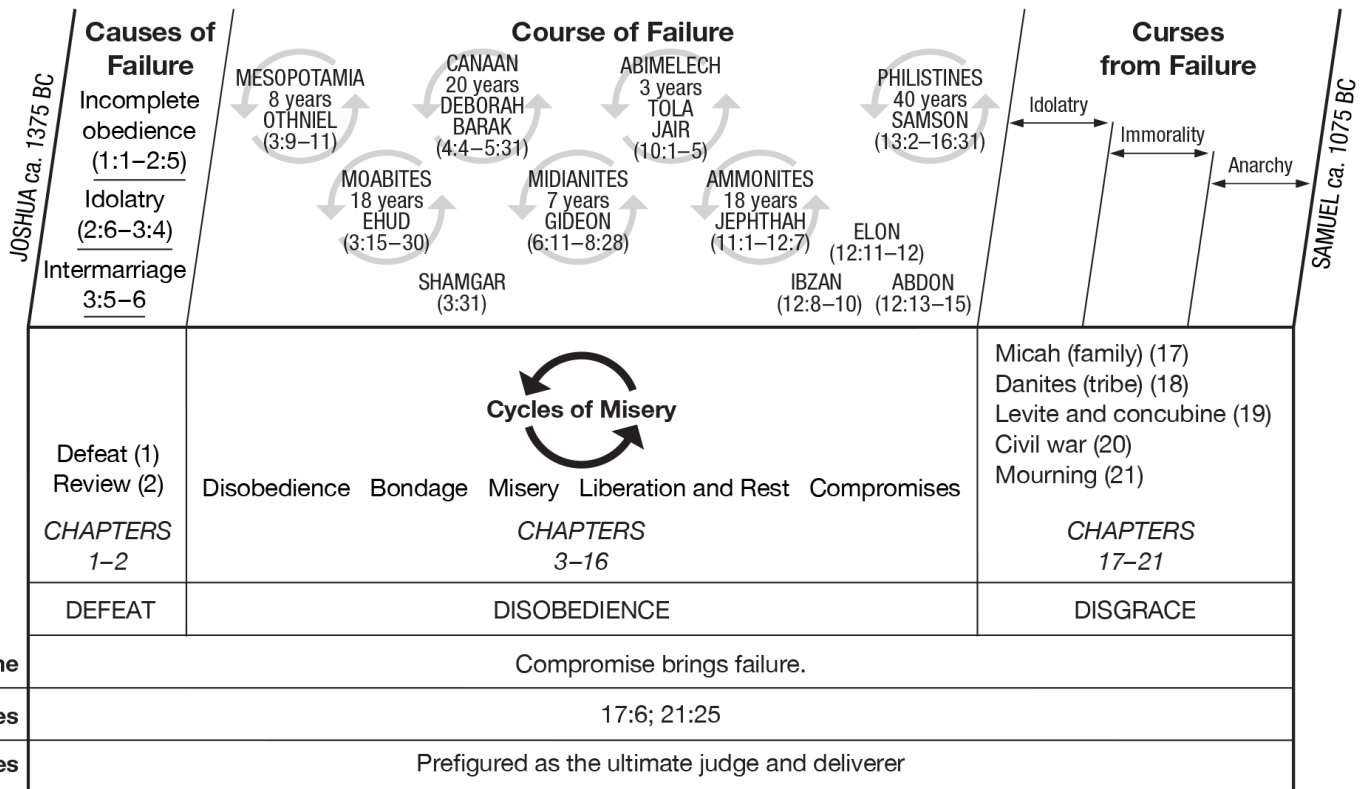 JOSHUA ca. 1375 BC
Causes of
Failure
Incomplete
obedience
(1:1–2:5)
Idolatry
(2:6–3:4)
Intermarriage
3:5–6
Course of Failure
MESOPOTAMIA
8 years
OTHNIEL
(3:9–11)
CANAAN
20 years
DEBORAH
BARAK
(4:4–5:31)
ABIMELECH
3 years
TOLA
JAIR
(10:1–5)
PHILISTINES
40 years
SAMSON
(13:2–16:31)
MOABITES
18 years
EHUD
(3:15–30)
MIDIANITES
7 years
GIDEON
(6:11–8:28)
AMMONITES
18 years
JEPHTHAH
(11:1–12:7)
ELON
(12:11–12)
SHAMGAR
(3:31)
IBZAN
(12:8–10)
ABDON
(12:13–15)
Curses
from Failure
Idolatry
Immorality
Anarchy
SAMUEL ca. 1075 BC
Defeat (1)
Review (2)
CHAPTERS
1–2
Cycles of Misery
Disobedience Bondage Misery Liberation and Rest Compromises
CHAPTERS
3–16
Micah (family) (17)
Danites (tribe) (18)
Levite and concubine (19)
Civil war (20)
Mourning (21)
CHAPTERS
17–21
DEFEAT
DISOBEDIENCE
DISGRACE
Compromise brings failure.
17:6; 21:25
Prefigured as the ultimate judge and deliverer